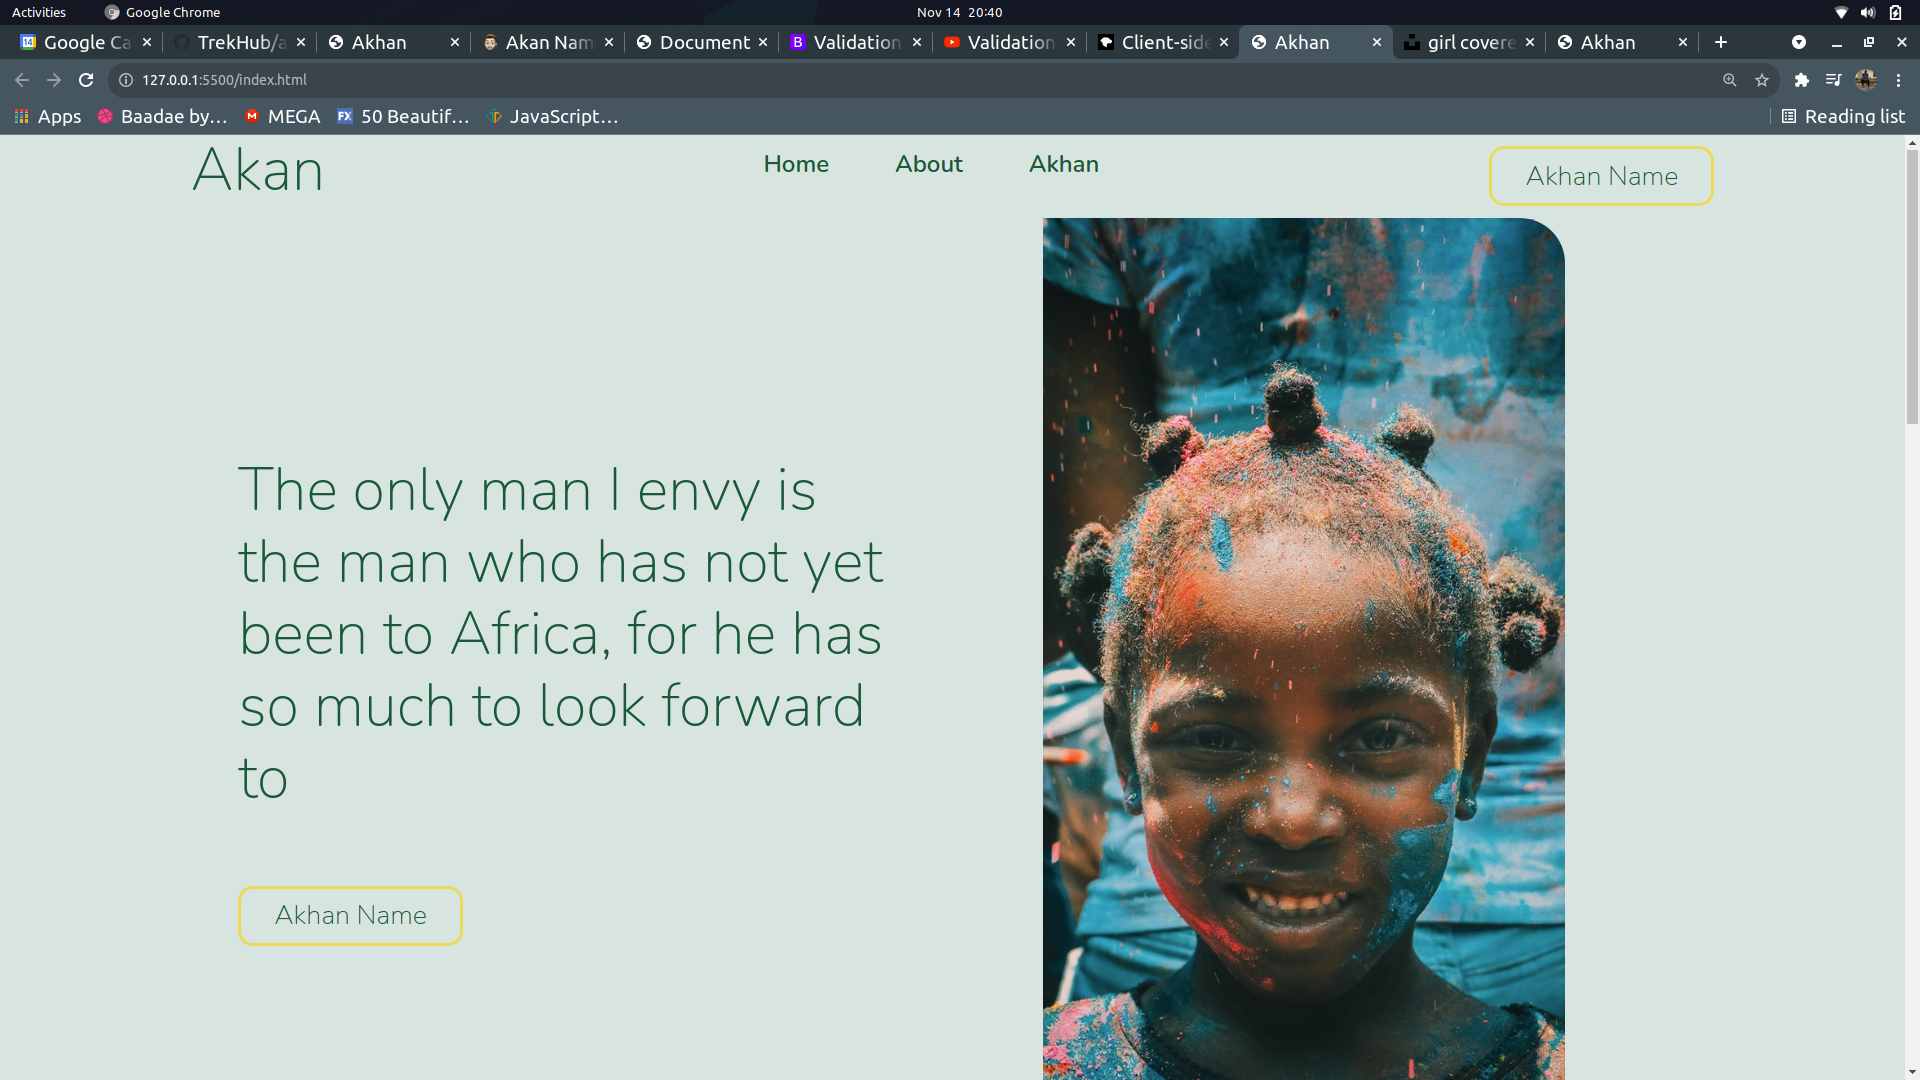 Activities Google Chrome Nov 14 20:40
Google Ca TrekHub/a Akhan Akan Nam Document Validation Validation Client-side Akhan girl covere Akhan
127.0.0.1:5500/index.html
Apps Baadae by... MEGA 50 Beautif... JavaScript... Reading list
Akan Home About Akhan Akhan Name
The only man I envy is
the man who has not yet
been to Africa, for he has
so much to look forward
to
Akhan Name